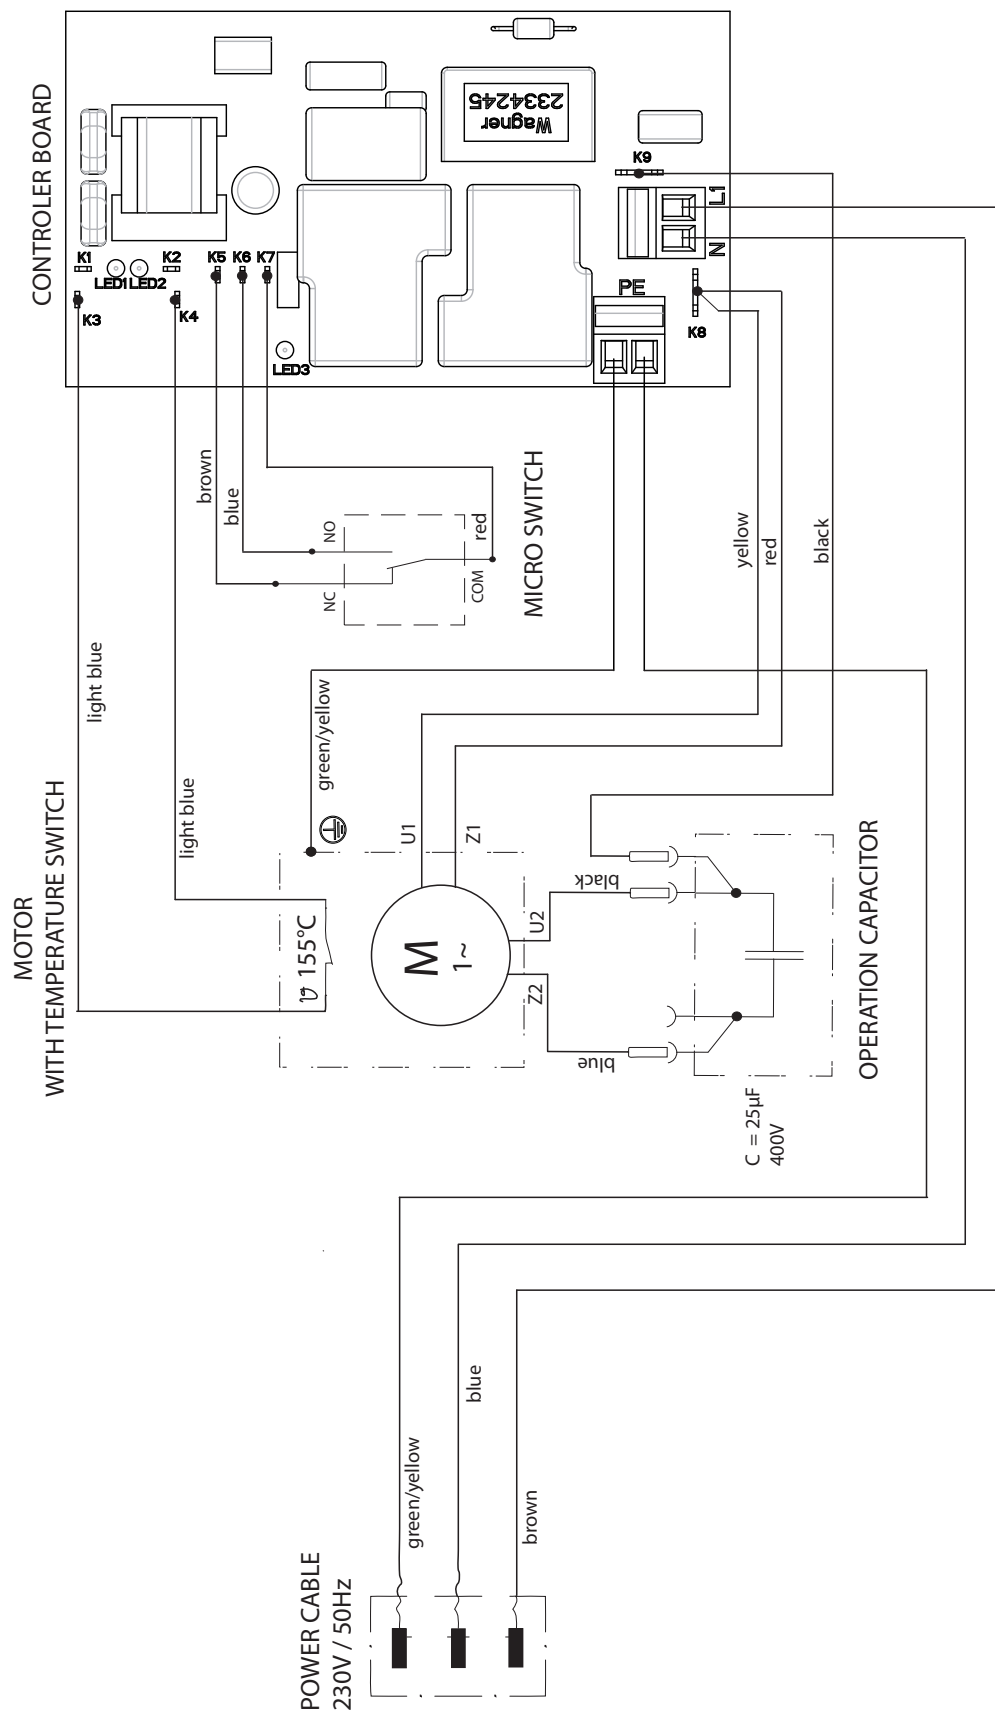 CONTROLER BOARD
Wagner
2334245
K9
L1
N
K1
K2
K5
K6
K7
LED1
LED2
K3
K4
PE
K8
LED3
brown
blue
NO
red
NC
COM
MICRO SWITCH
yellow
red
black
light blue
light blue
green/yellow
MOTOR
WITH TEMPERATURE SWITCH
ϑ 155°C
U1
Z1
M
1~
U2
Z2
black
blue
OPERATION CAPACITOR
C = 25µF
400V
green/yellow
blue
brown
POWER CABLE
230V / 50Hz